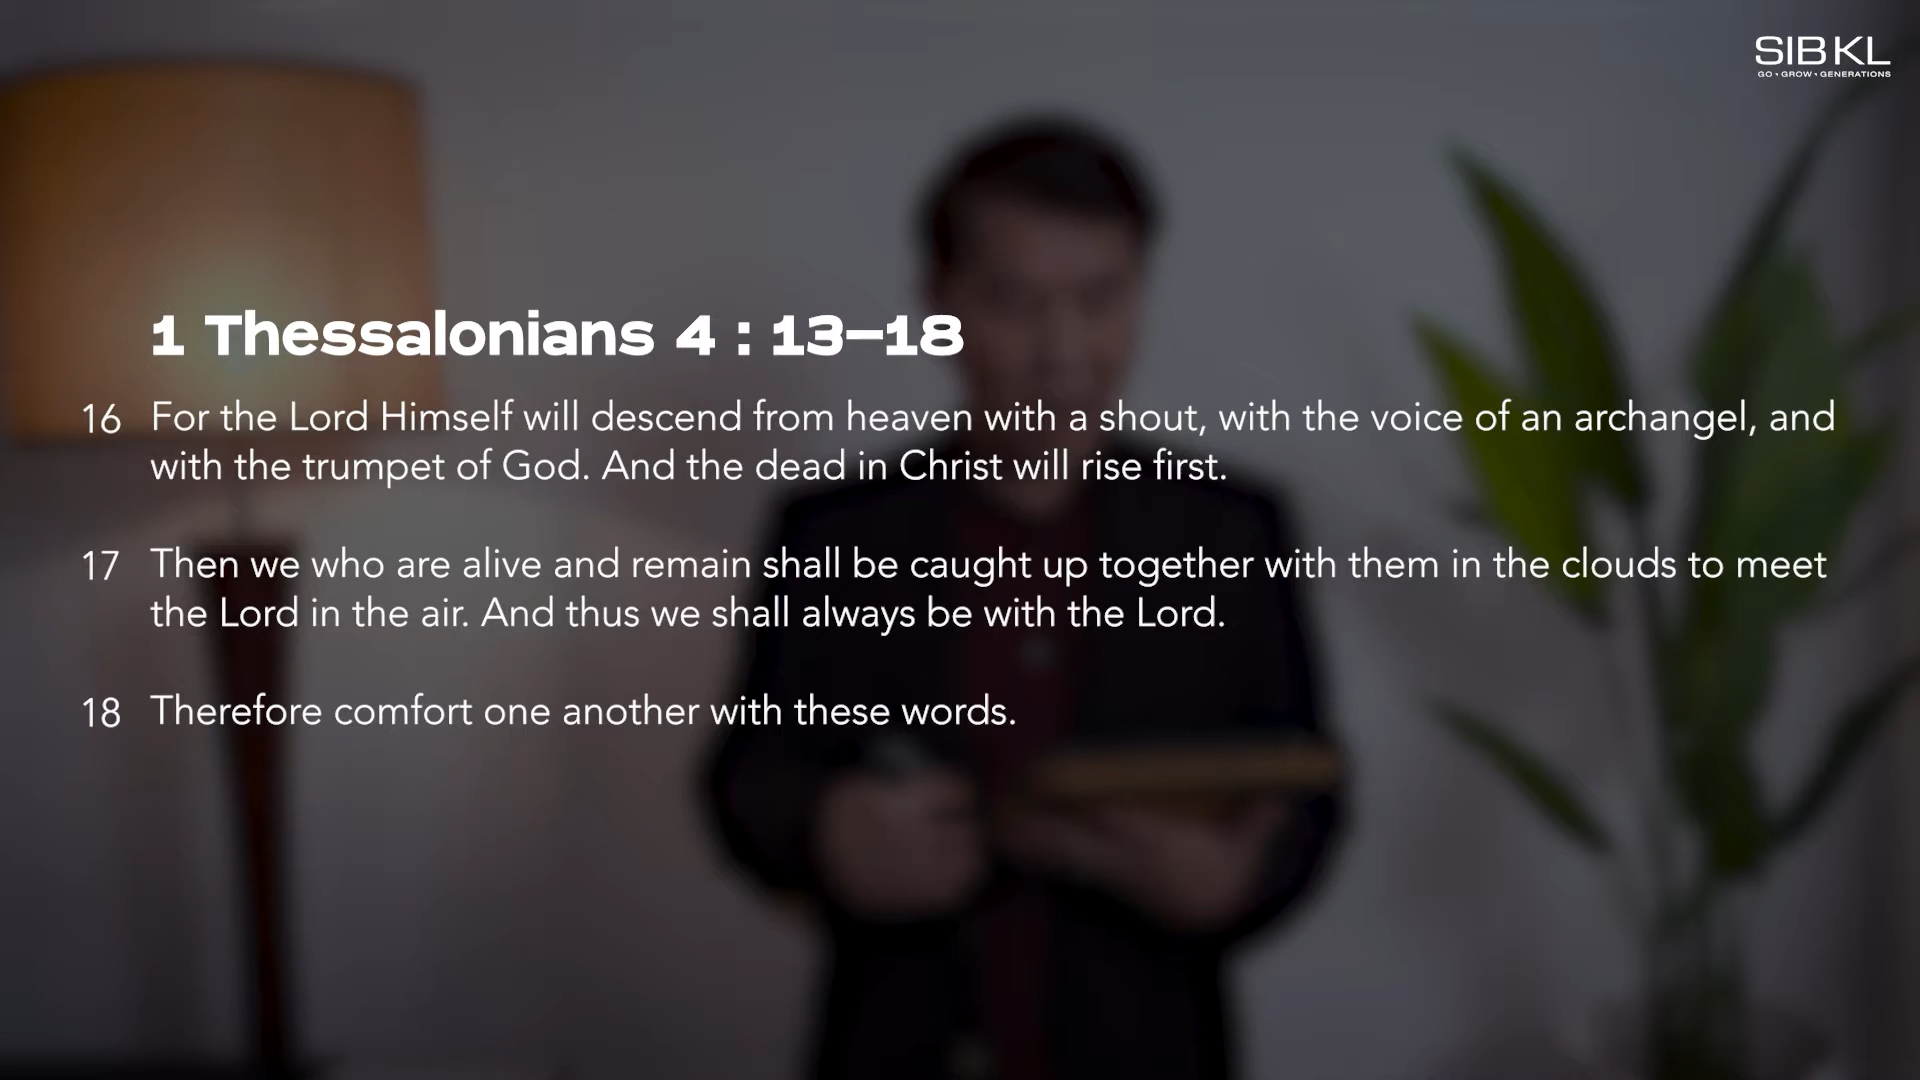 SIBKL
GO • GROW • GENERATIONS
1 Thessalonians 4 : 13–18
16 For the Lord Himself will descend from heaven with a shout, with the voice of an archangel, and
with the trumpet of God. And the dead in Christ will rise first.
17 Then we who are alive and remain shall be caught up together with them in the clouds to meet
the Lord in the air. And thus we shall always be with the Lord.
18 Therefore comfort one another with these words.